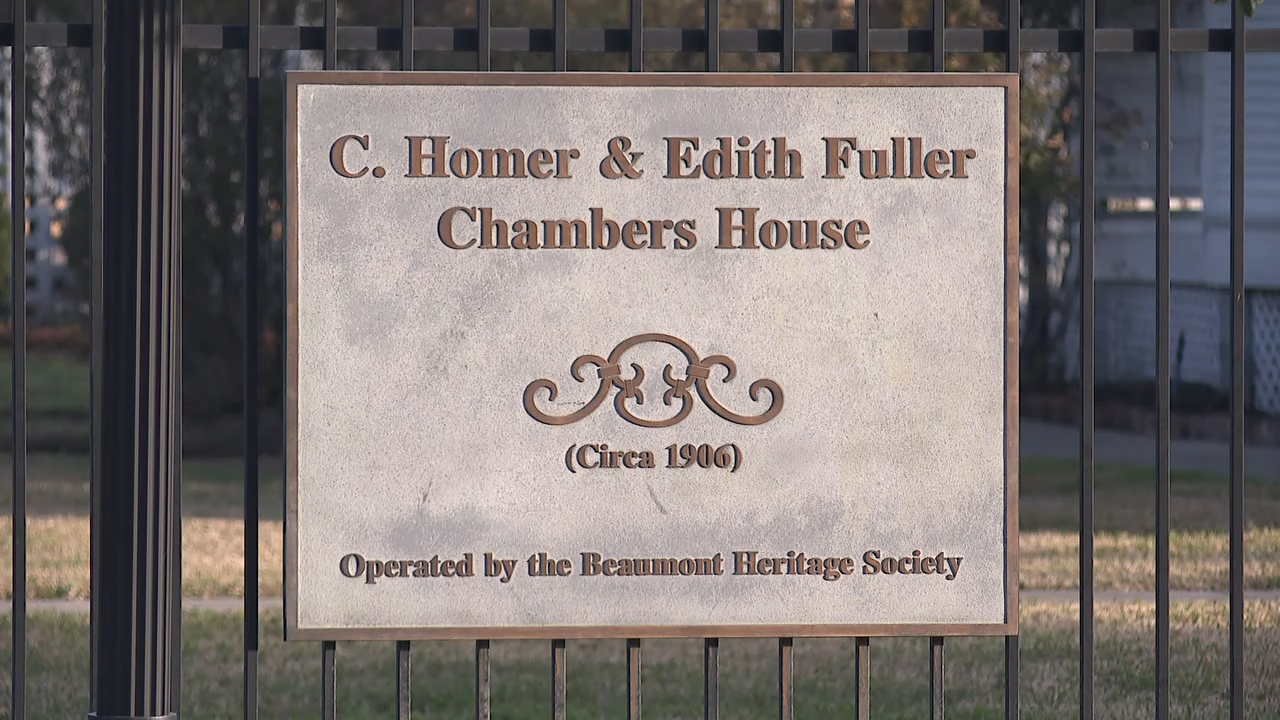 C. Homer & Edith Fuller
Chambers House
(Circa 1906)
Operated by the Beaumont Heritage Society